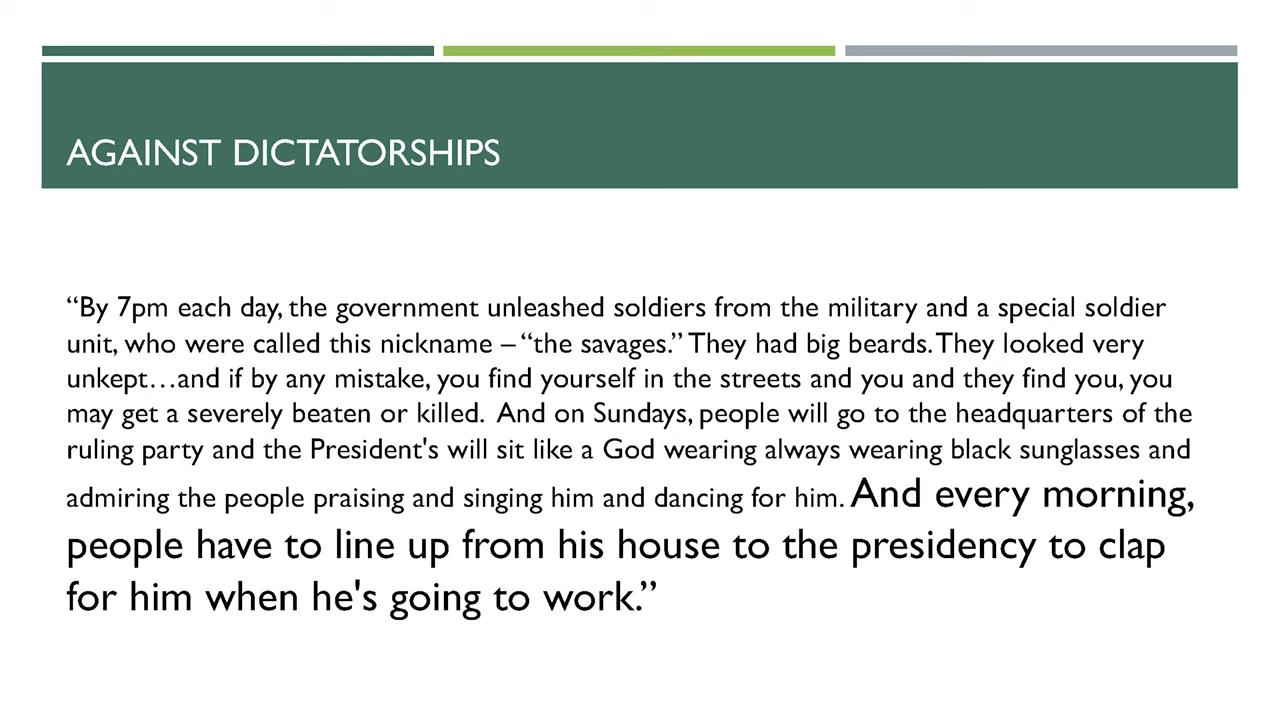 AGAINST DICTATORSHIPS
“By 7pm each day, the government unleashed soldiers from the military and a special soldier
unit, who were called this nickname – “the savages.” They had big beards. They looked very
unkept…and if by any mistake, you find yourself in the streets and you and they find you, you
may get a severely beaten or killed.  And on Sundays, people will go to the headquarters of the
ruling party and the President's will sit like a God wearing always wearing black sunglasses and
admiring the people praising and singing him and dancing for him. And every morning,
people have to line up from his house to the presidency to clap
for him when he's going to work.”